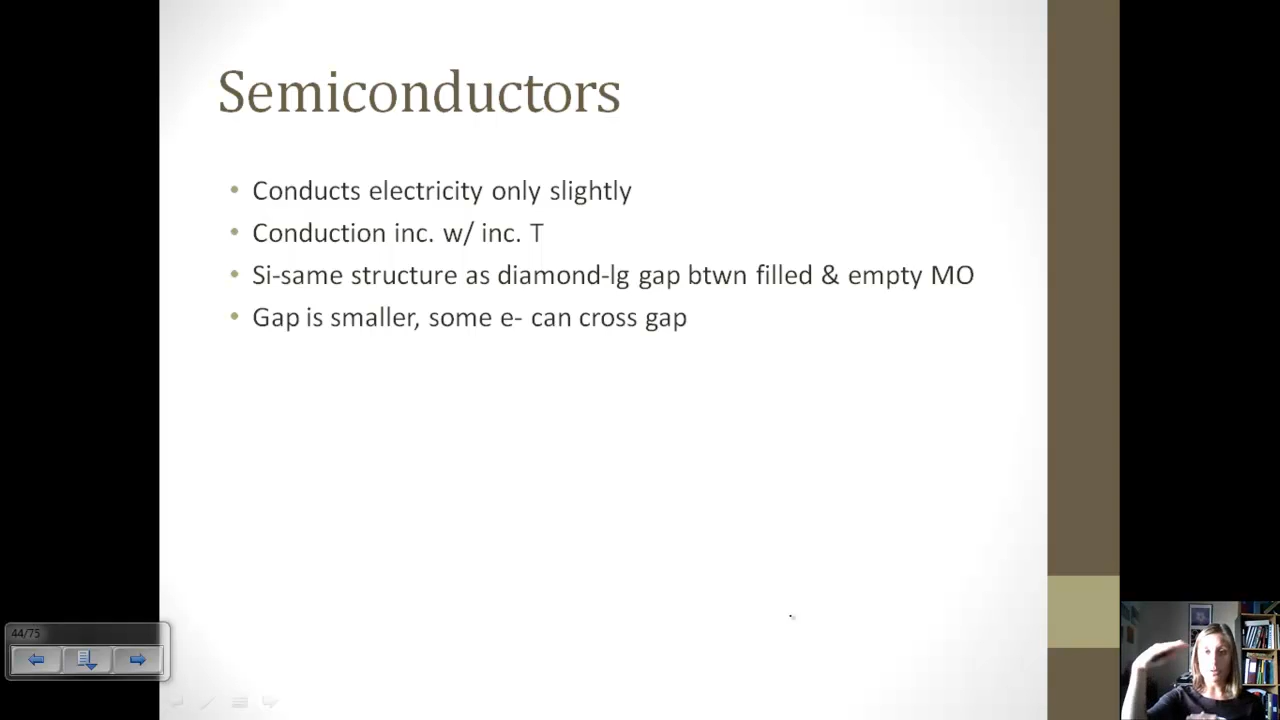 Semiconductors
• Conducts electricity only slightly
• Conduction inc. w/ inc. T
• Si-same structure as diamond-lg gap btwn filled & empty MO
• Gap is smaller, some e- can cross gap
44/75